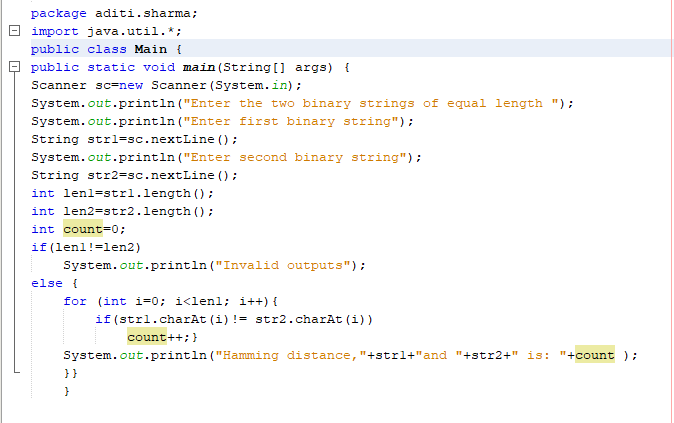 package aditi.sharma;
import java.util.*;
public class Main {
public static void main(String[] args) {
Scanner sc=new Scanner(System.in);
System.out.println("Enter the two binary strings of equal length ");
System.out.println("Enter first binary string");
String str1=sc.nextLine();
System.out.println("Enter second binary string");
String str2=sc.nextLine();
int len1=str1.length();
int len2=str2.length();
int count=0;
if(len1!=len2)
    System.out.println("Invalid outputs");
else {
    for (int i=0; i<len1; i++){
        if(str1.charAt(i)!= str2.charAt(i))
            count++;}
    System.out.println("Hamming distance,"+str1+"and "+str2+" is: "+count );
    }}
    }